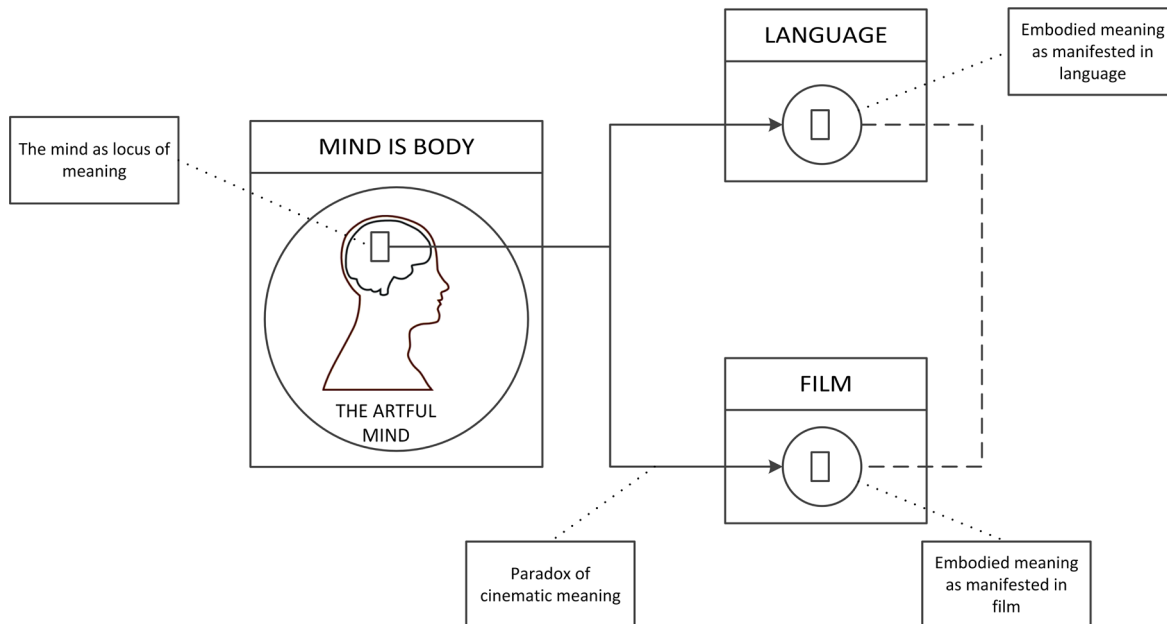 LANGUAGE
Embodied meaning
as manifested in
language
The mind as locus of
meaning
MIND IS BODY
THE ARTFUL
MIND
FILM
Paradox of
cinematic meaning
Embodied meaning
as manifested in
film